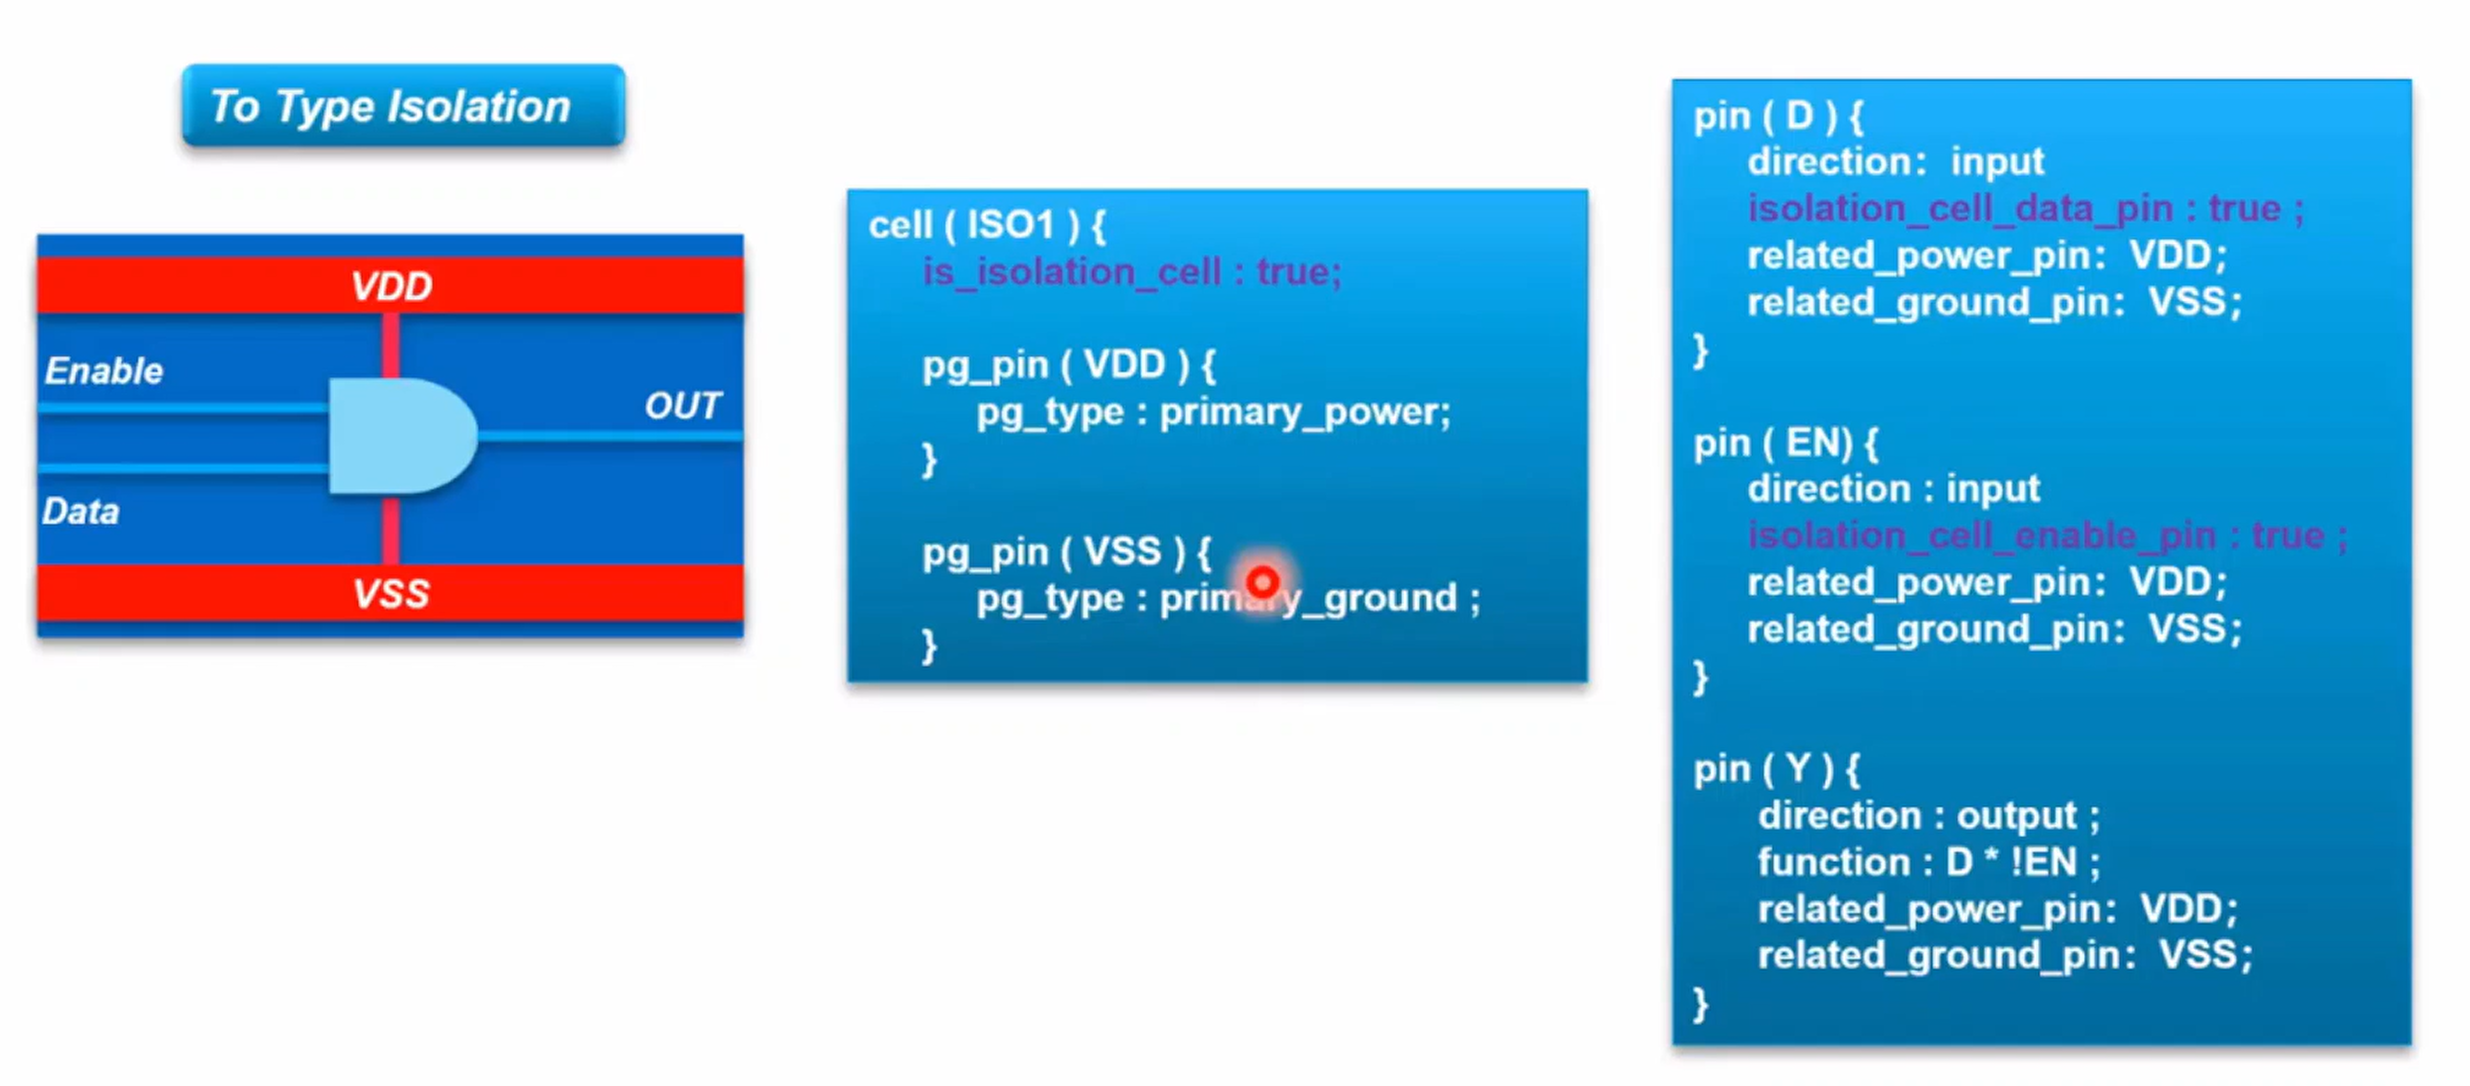 To Type Isolation
VDD
Enable
OUT
Data
VSS
cell ( ISO1 ) {
is_isolation_cell : true;
pg_pin ( VDD ) {
pg_type : primary_power;
}
pg_pin ( VSS ) {
pg_type : primary_ground ;
}
pin ( D ) {
direction: input
isolation_cell_data_pin : true ;
related_power_pin: VDD;
related_ground_pin: VSS;
}
pin ( EN) {
direction : input
isolation_cell_enable_pin : true ;
related_power_pin: VDD;
related_ground_pin: VSS;
}
pin ( Y ) {
direction : output ;
function : D * !EN ;
related_power_pin: VDD;
related_ground_pin: VSS;
}